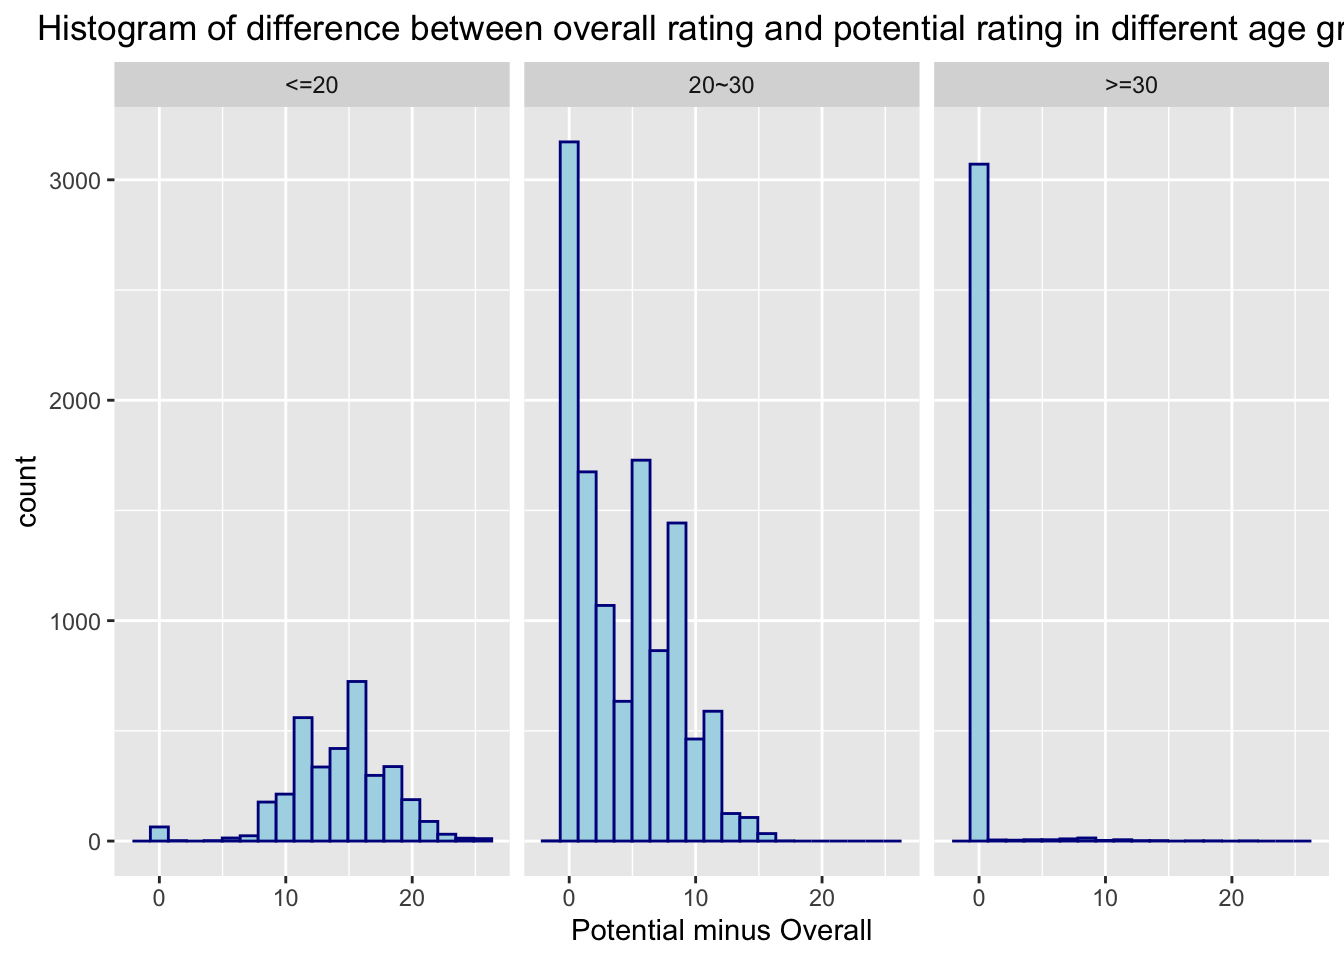 Histogram of difference between overall rating and potential rating in different age gr
<=20
20~30
>=30
3000
2000
1000
0
count
0 10 20
0 10 20
0 10 20
Potential minus Overall